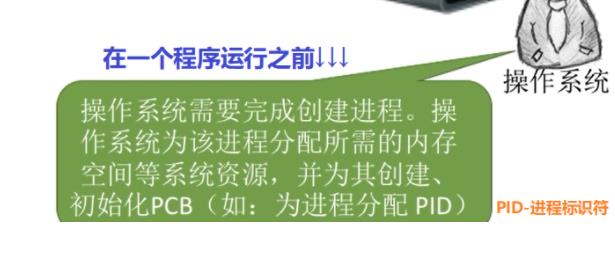 在一个程序运行之前↓↓↓
操作系统
操作系统需要完成创建进程。操
作系统为该进程分配所需的内存
空间等系统资源，并为其创建、
初始化PCB（如：为进程分配 PID）
PID-进程标识符